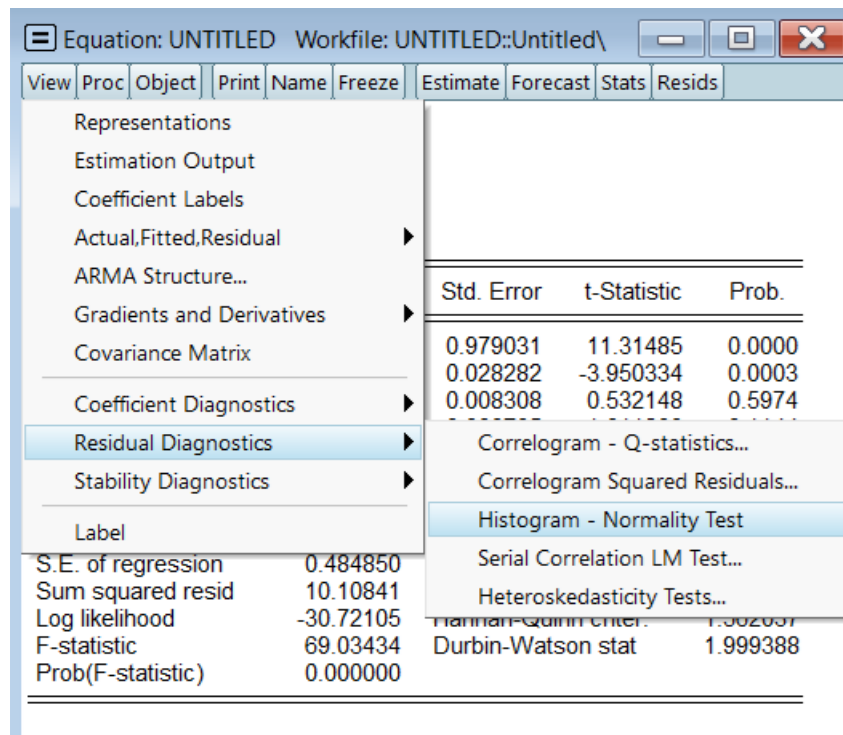 Equation: UNTITLED Workfile: UNTITLED::Untitled\
View Proc Object Print Name Freeze Estimate Forecast Stats Resids
Representations
Estimation Output
Coefficient Labels
Actual,Fitted,Residual
ARMA Structure...
Gradients and Derivatives
Covariance Matrix
Coefficient Diagnostics
Residual Diagnostics
Stability Diagnostics
Label
Std. Error t-Statistic Prob.
0.979031 11.31485 0.0000
0.028282 -3.950334 0.0003
0.008308 0.532148 0.5974
Correlogram - Q-statistics...
Correlogram Squared Residuals...
Histogram - Normality Test
Serial Correlation LM Test...
Heteroskedasticity Tests...
S.E. of regression 0.484850
Sum squared resid 10.10841
Log likelihood -30.72105 Hannan-Quinn criter.
F-statistic 69.03434 Durbin-Watson stat 1.999388
Prob(F-statistic) 0.000000